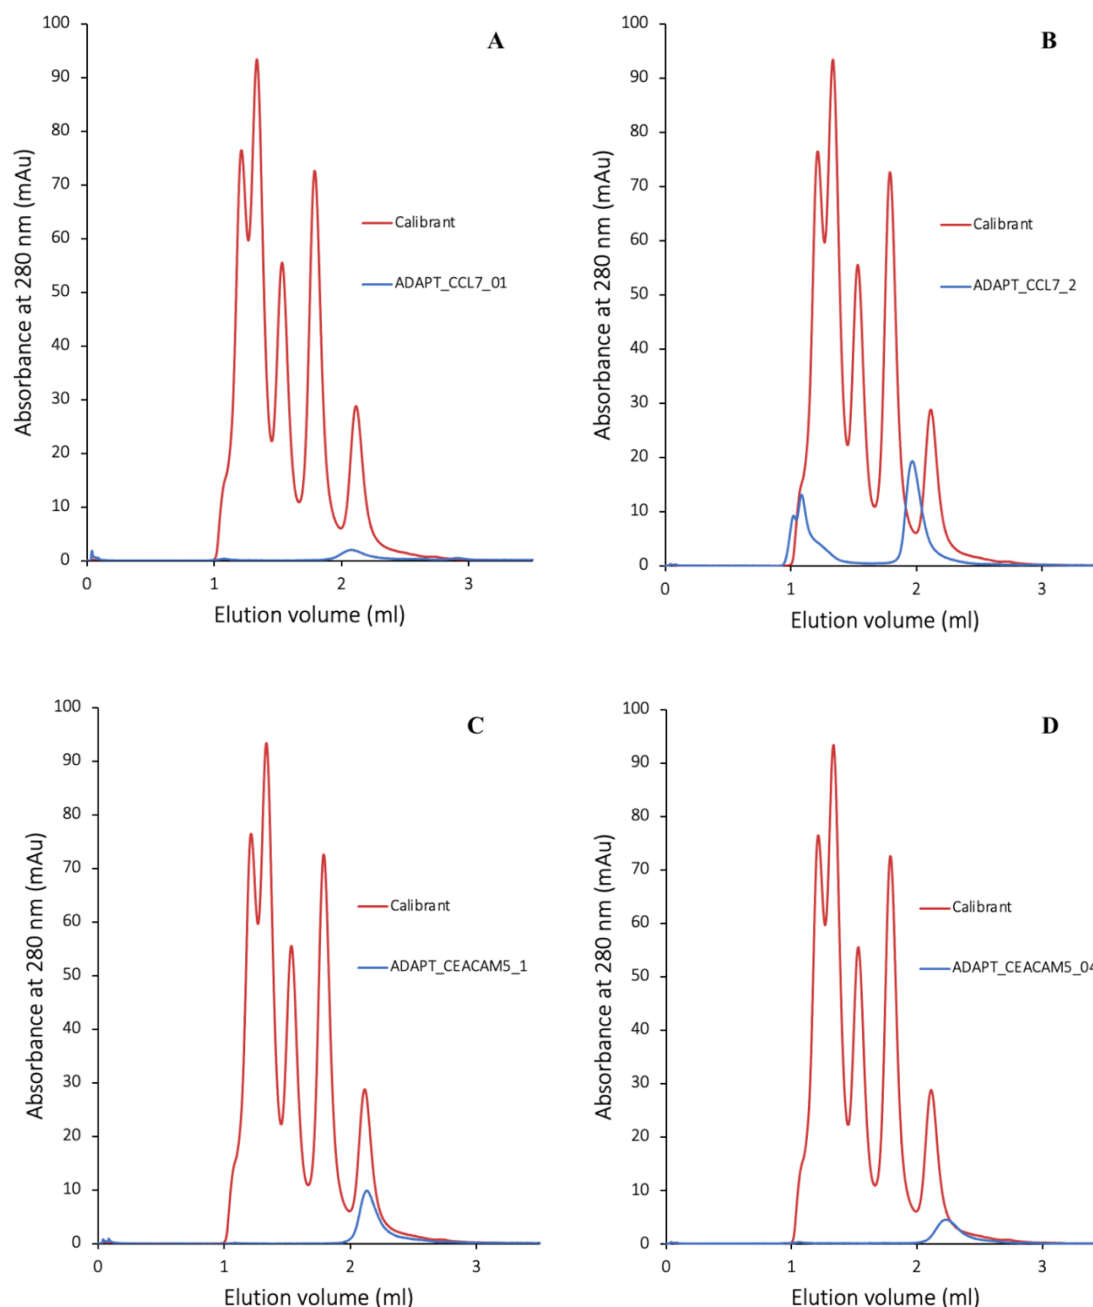 A
100
90
80
70
60
50
40
30
20
10
0
Absorbance at 280 nm (mAu)
Calibrant
ADAPT_CCL7_01
0 1 2 3
Elution volume (ml)
B
100
90
80
70
60
50
40
30
20
10
0
Absorbance at 280 nm (mAu)
Calibrant
ADAPT_CCL7_2
0 1 2 3
Elution volume (ml)
C
100
90
80
70
60
50
40
30
20
10
0
Absorbance at 280 nm (mAu)
Calibrant
ADAPT_CEACAM5_1
0 1 2 3
Elution volume (ml)
D
100
90
80
70
60
50
40
30
20
10
0
Absorbance at 280 nm (mAu)
Calibrant
ADAPT_CEACAM5_04
0 1 2 3
Elution volume (ml)